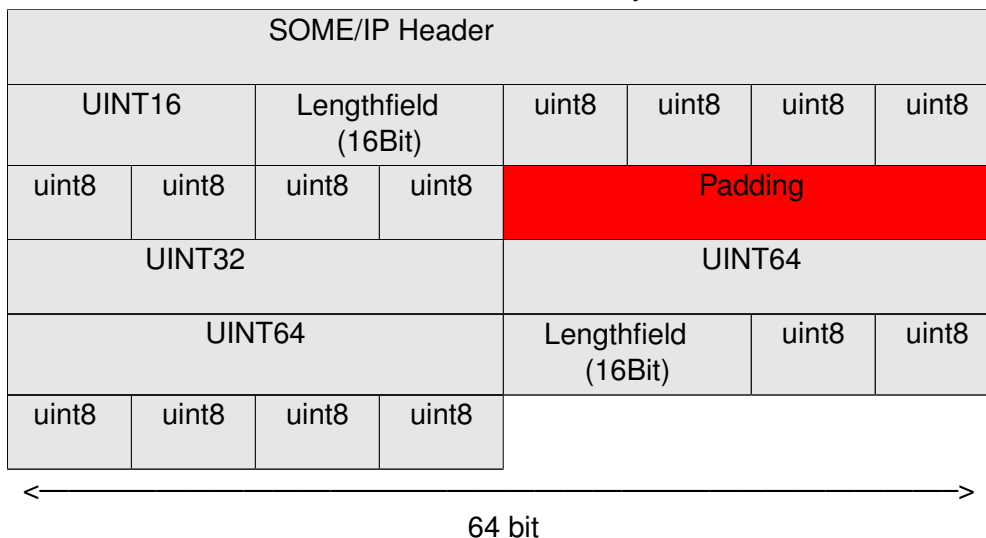 SOME/IP Header
UINT16 Lengthfield uint8 uint8 uint8 uint8
(16Bit)
uint8 uint8 uint8 uint8 Padding
UINT32 UINT64
UINT64 Lengthfield uint8 uint8
(16Bit)
uint8 uint8 uint8 uint8
64 bit